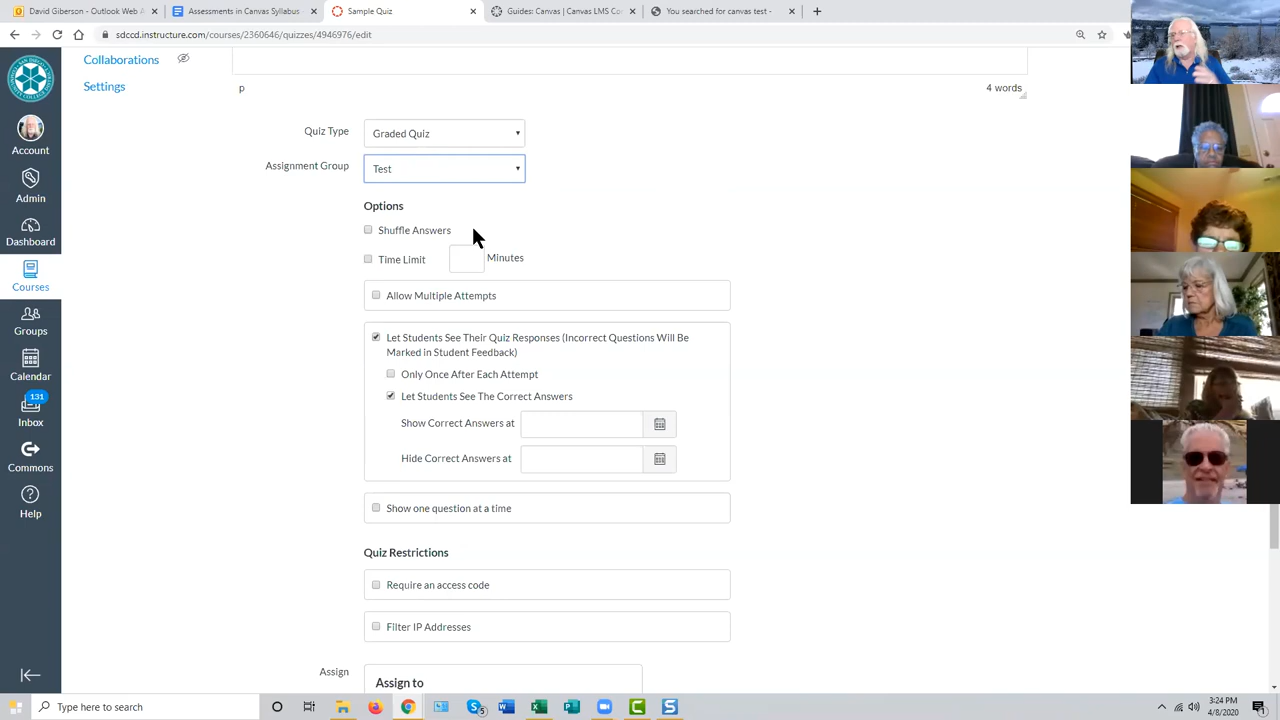 David Giberson - Outlook Web A
Assessments in Canvas Syllabus
Sample Quiz
Guides: Canvas | Canvas LMS Co
You searched for canvas test -
sdccd.instructure.com/courses/2360646/quizzes/4946976/edit
Collaborations
Settings
p
4 words
Account
Admin
Dashboard
Courses
Groups
Calendar
131
Inbox
Commons
Help
Quiz Type
Graded Quiz
Assignment Group
Test
Options
Shuffle Answers
Time Limit
Minutes
Allow Multiple Attempts
Let Students See Their Quiz Responses (Incorrect Questions Will Be
Marked in Student Feedback)
Only Once After Each Attempt
Let Students See The Correct Answers
Show Correct Answers at
Hide Correct Answers at
Show one question at a time
Quiz Restrictions
Require an access code
Filter IP Addresses
Assign
Assign to
Type here to search
5
3:24 PM
4/8/2020
1